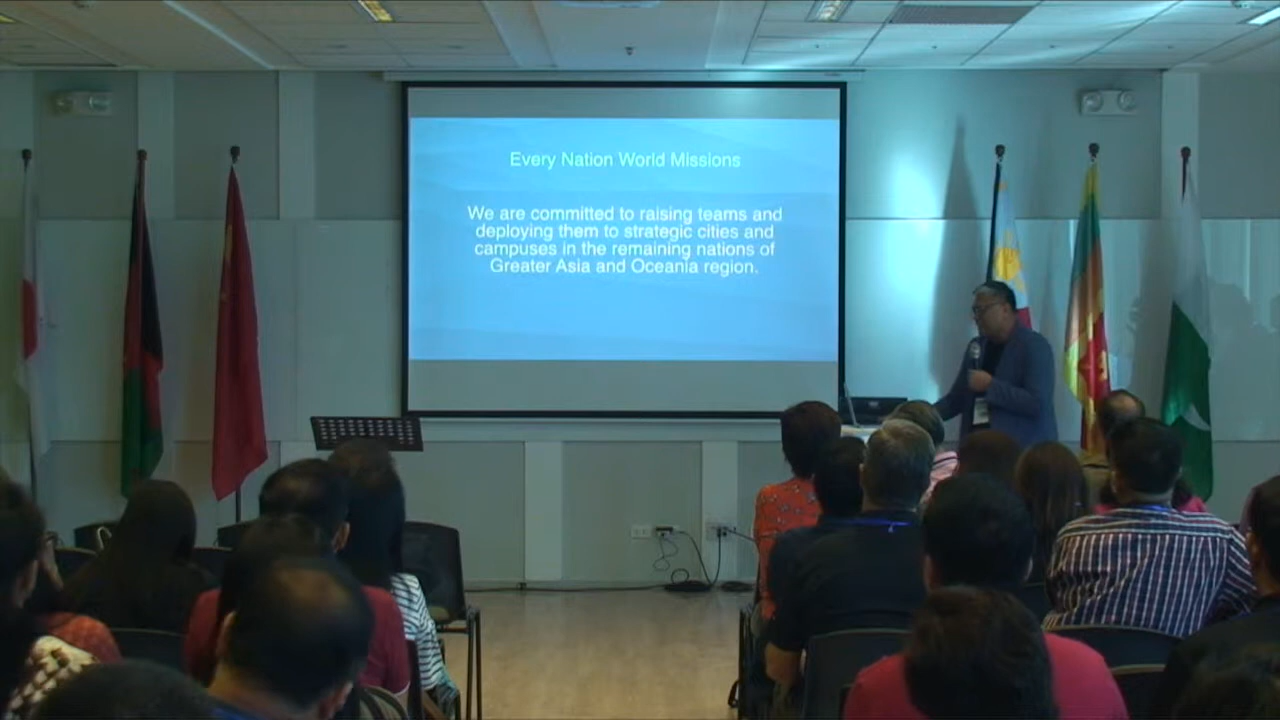 Every Nation World Missions
We are committed to raising teams and
deploying them to strategic cities and
campuses in the remaining nations of
Greater Asia and Oceania region.